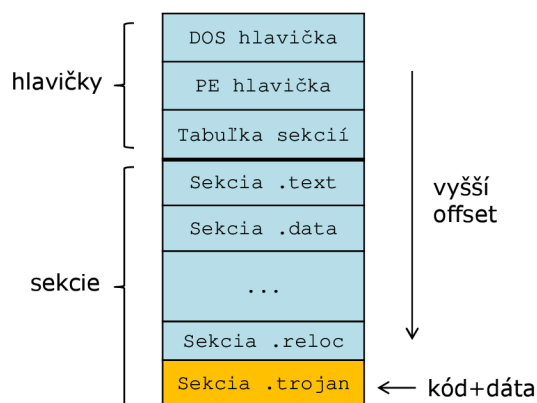 hlavičky
DOS hlavička
PE hlavička
Tabuľka sekcií
sekcie
Sekcia .text
Sekcia .data
...
Sekcia .reloc
Sekcia .trojan
vyšší
offset
kód+dáta